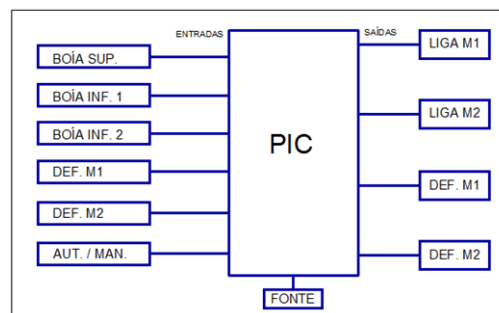 ENTRADAS
SAÍDAS
BOÍA SUP.
BOÍA INF. 1
BOÍA INF. 2
DEF. M1
DEF. M2
AUT. / MAN.
PIC
LIGA M1
LIGA M2
DEF. M1
DEF. M2
FONTE